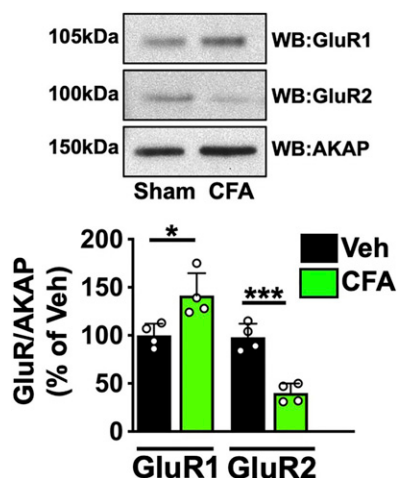 105kDa WB:GluR1
100kDa WB:GluR2
150kDa WB:AKAP
Sham CFA
GluR/AKAP
(% of Veh)
200
150
100
50
0
* ***
Veh
CFA
GluR1 GluR2